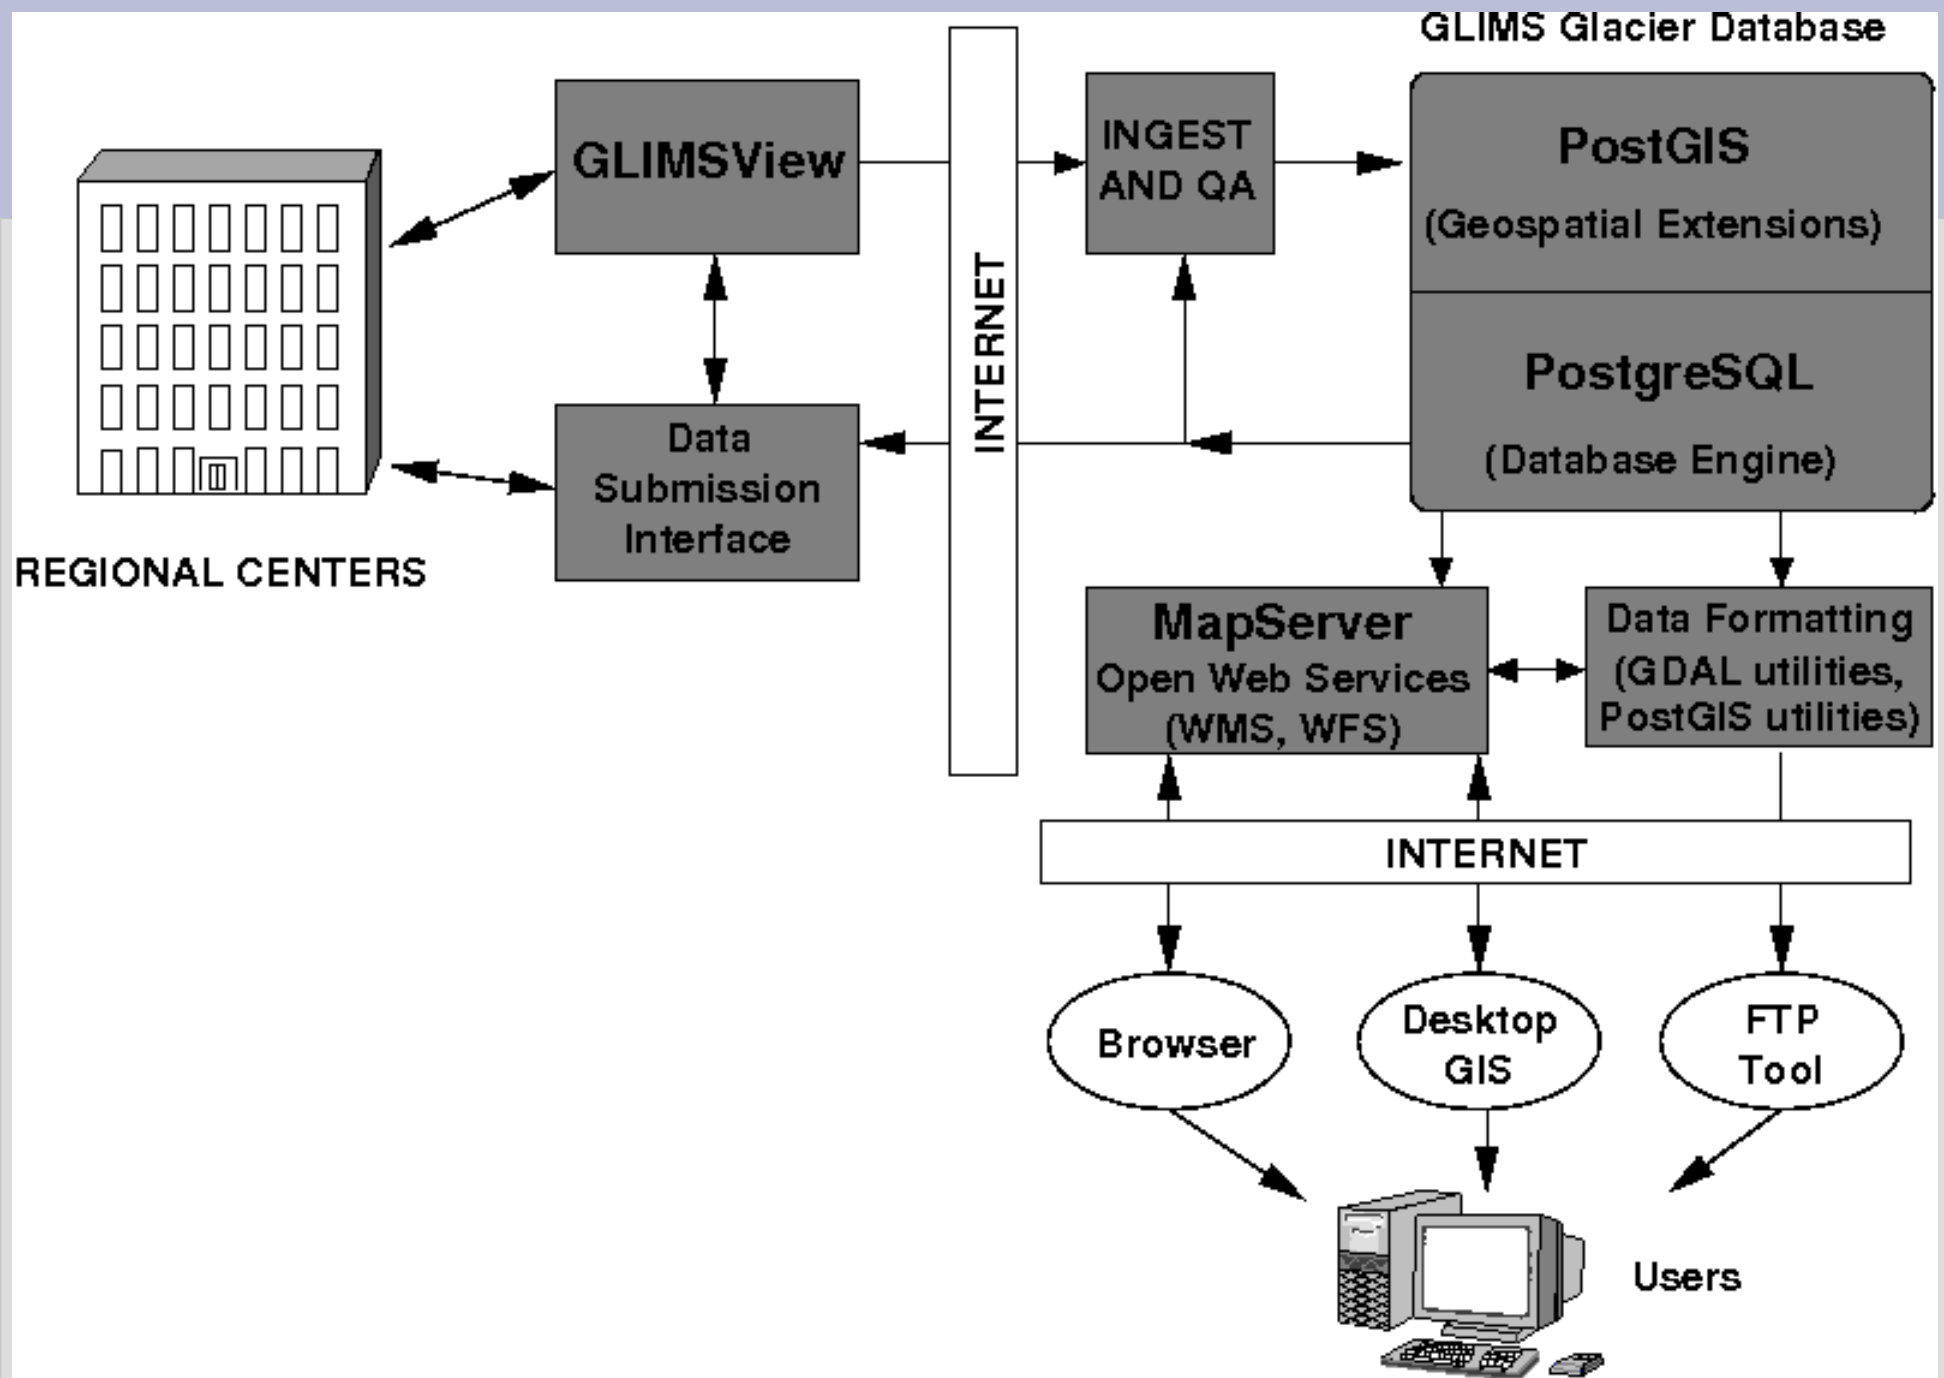 GLIMS Glacier Database
GLIMSView
INGEST
AND QA
PostGIS
(Geospatial Extensions)
INTERNET
PostgreSQL
(Database Engine)
Data
Submission
Interface
REGIONAL CENTERS
MapServer
Open Web Services
(WMS, WFS)
Data Formatting
(GDAL utilities,
PostGIS utilities)
INTERNET
Browser
Desktop
GIS
FTP
Tool
Users